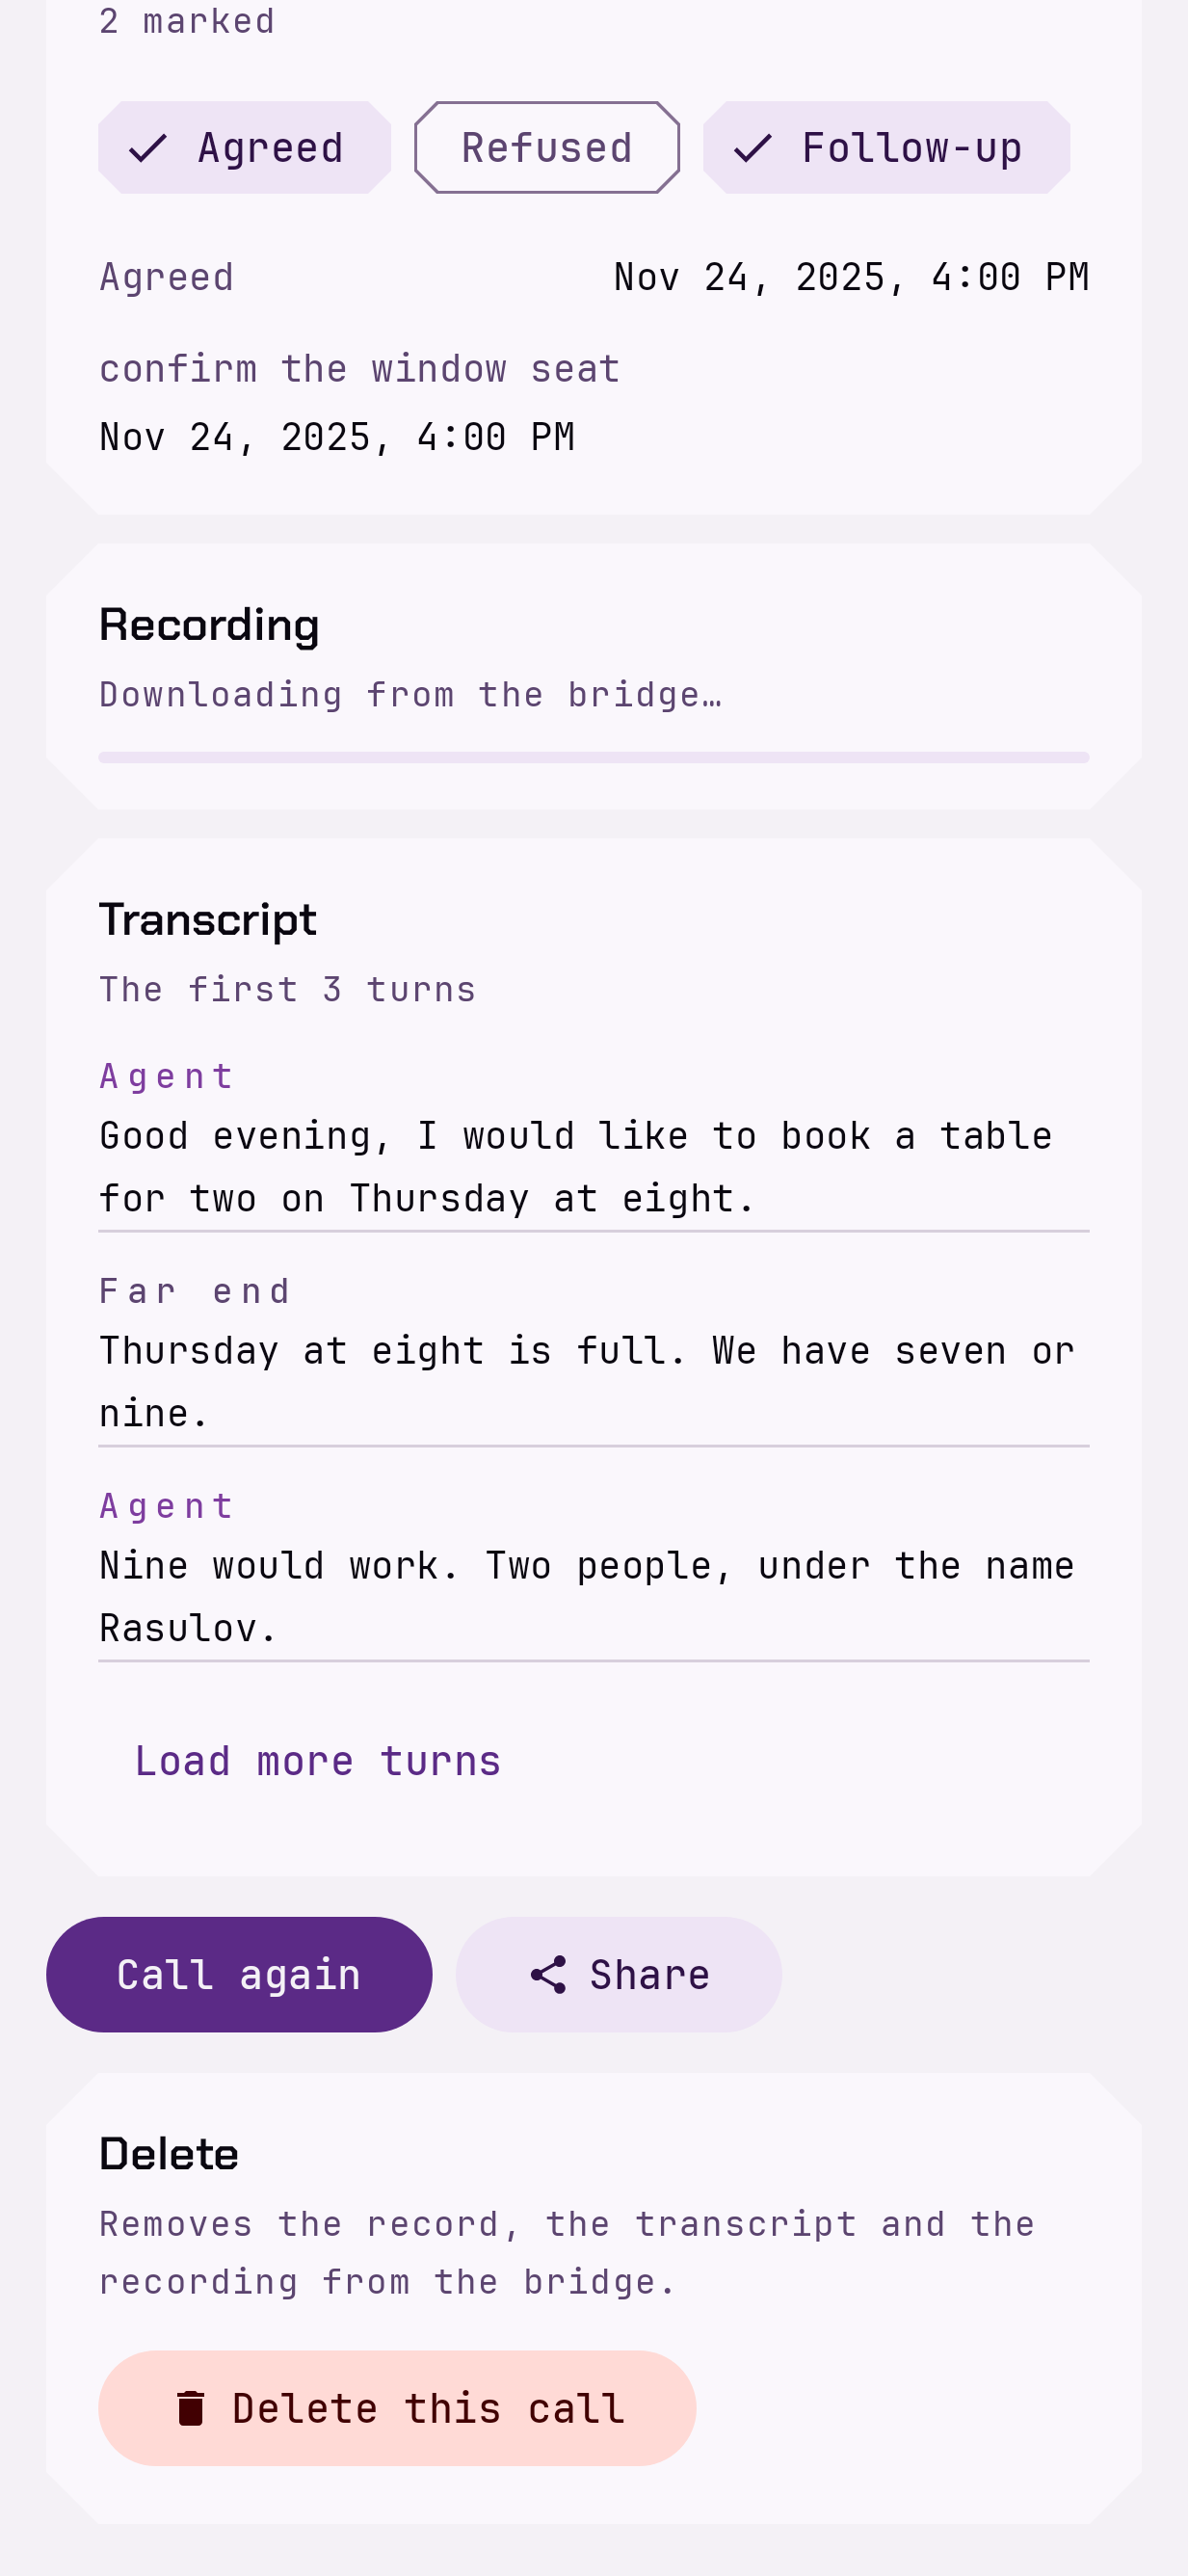 2 marked
Agreed
Refused
Follow-up
Agreed
Nov 24, 2025, 4:00 PM
confirm the window seat
Nov 24, 2025, 4:00 PM
Recording
Downloading from the bridge…
Transcript
The first 3 turns
Agent
Good evening, I would like to book a table
for two on Thursday at eight.
Far end
Thursday at eight is full. We have seven or
nine.
Agent
Nine would work. Two people, under the name
Rasulov.
Load more turns
Call again
Share
Delete
Removes the record, the transcript and the
recording from the bridge.
Delete this call